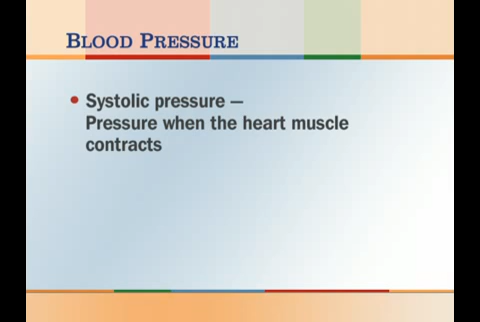 BLOOD PRESSURE
• Systolic pressure —
Pressure when the heart muscle
contracts